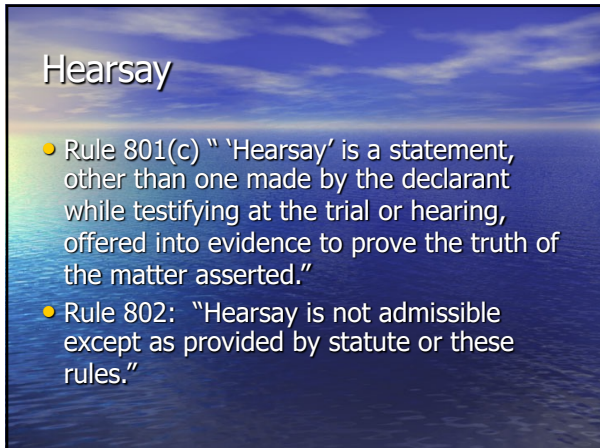 Hearsay
• Rule 801(c) “ ‘Hearsay’ is a statement,
other than one made by the declarant
while testifying at the trial or hearing,
offered into evidence to prove the truth of
the matter asserted.”
• Rule 802: “Hearsay is not admissible
except as provided by statute or these
rules.”